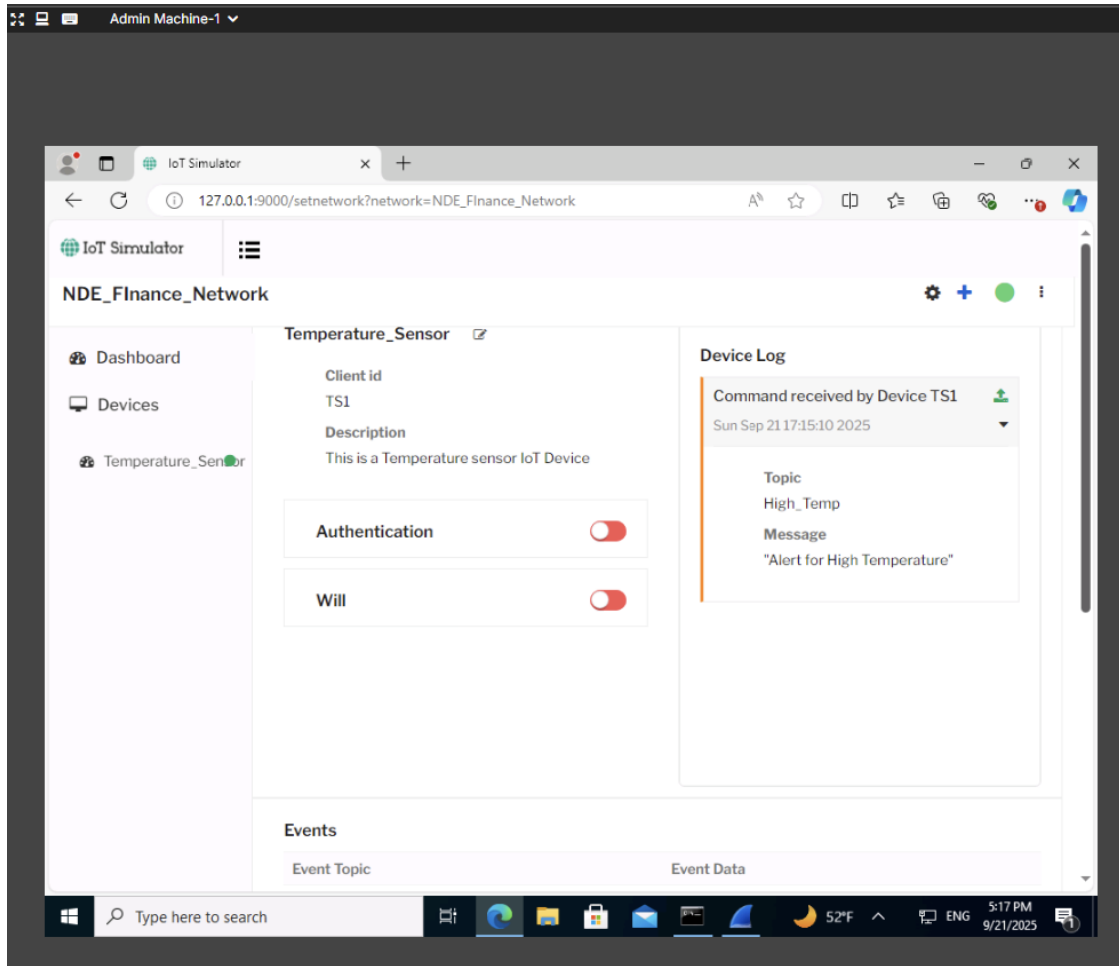 Admin Machine-1
IoT Simulator
127.0.0.1:9000/setnetwork?network=NDE_FInance_Network
IoT Simulator
NDE_FInance_Network
Dashboard
Devices
Temperature_Sensor
Temperature_Sensor
Client id
TS1
Description
This is a Temperature sensor IoT Device
Authentication
Will
Device Log
Command received by Device TS1
Sun Sep 21 17:15:10 2025
Topic
High_Temp
Message
"Alert for High Temperature"
Events
Event Topic Event Data
Type here to search
52°F
ENG
5:17 PM
9/21/2025
1